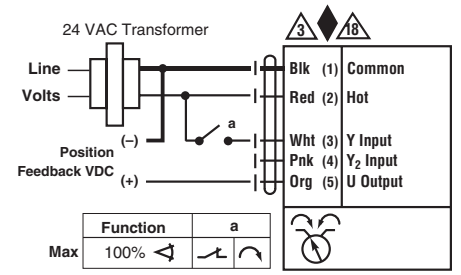 24 VAC Transformer
3
18
Line
Volts
Blk (1) Common
Red (2) Hot
a
(–)
Wht (3) Y Input
Position
Feedback VDC
Pnk (4) Y₂ Input
(+)
Org (5) U Output
Function a
Max 100%